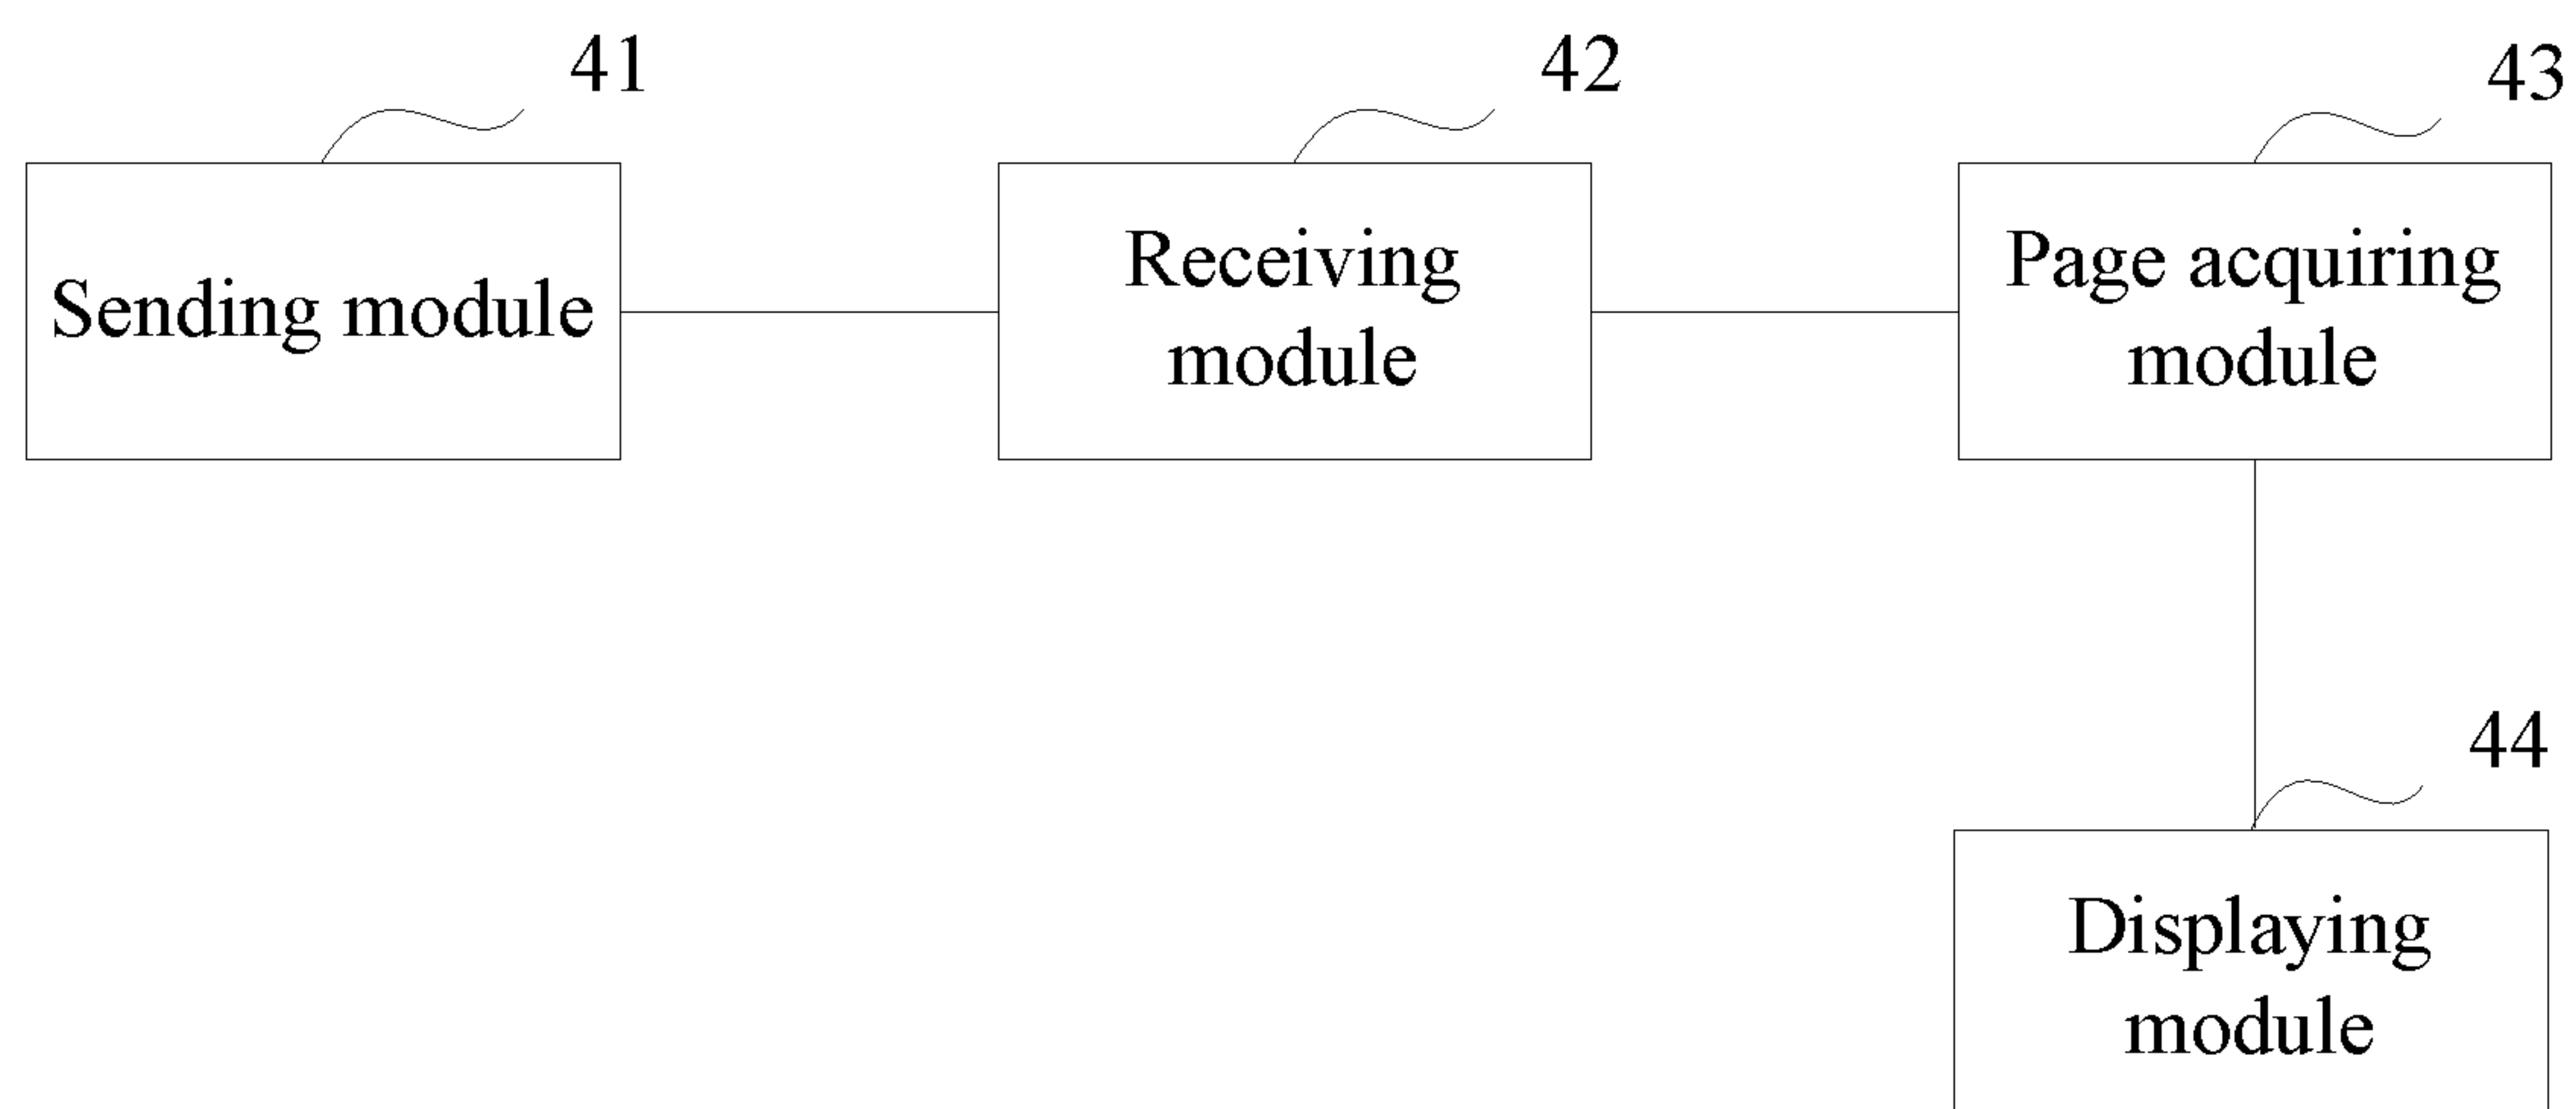 41
42
43
Sending module
Receiving
module
Page acquiring
module
44
Displaying
module